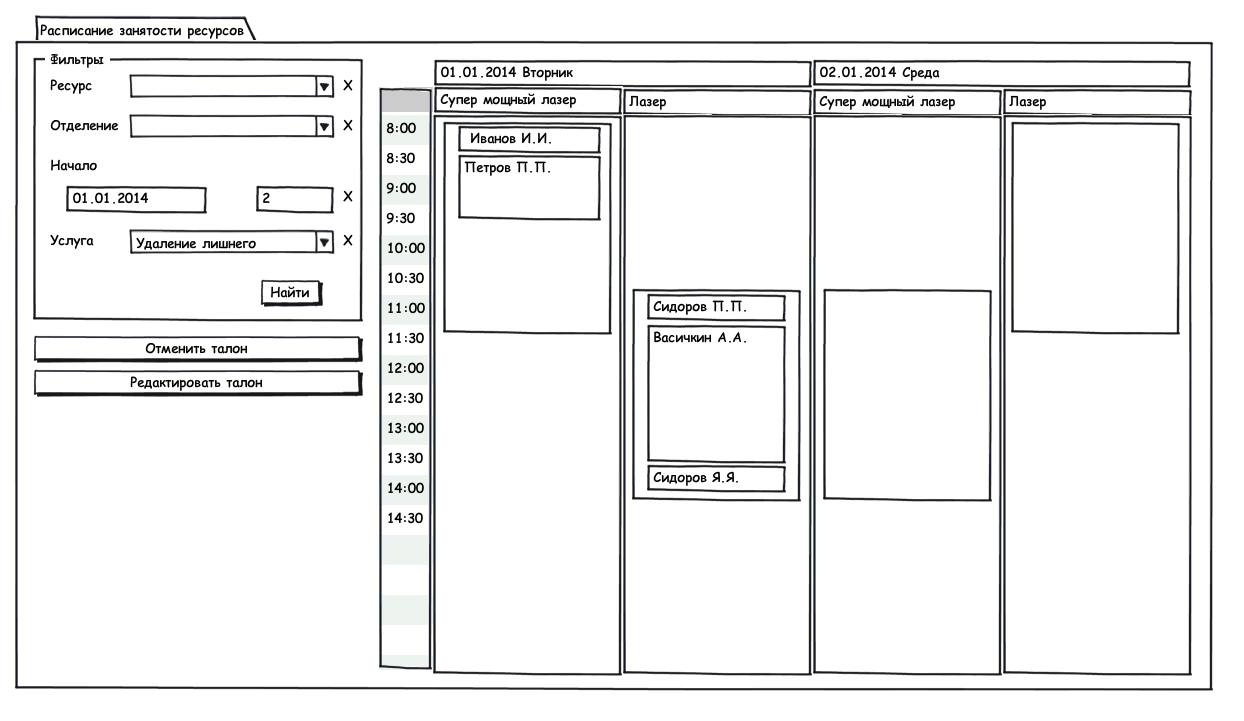 Расписание занятости ресурсов
Фильтры
Ресурс
X
Отделение
X
Начало
01.01.2014
2
X
Услуга
Удаление лишнего
X
Найти
Отменить талон
Редактировать талон
01.01.2014 Вторник
02.01.2014 Среда
Супер мощный лазер
Лазер
Супер мощный лазер
Лазер
8:00
8:30
9:00
9:30
10:00
10:30
11:00
11:30
12:00
12:30
13:00
13:30
14:00
14:30
Иванов И.И.
Петров П.П.
Сидоров П.П.
Васичкин А.А.
Сидоров Я.Я.